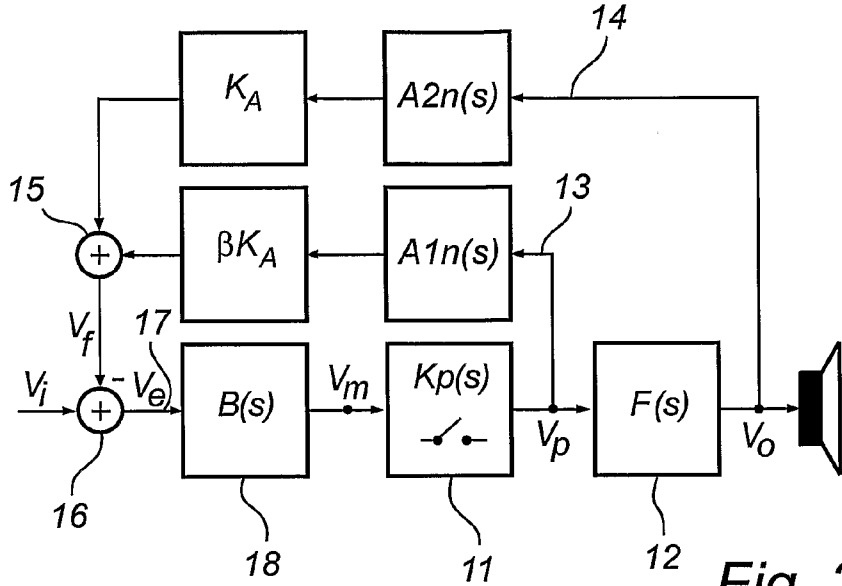 14
K_A
A2n(s)
15
13
βK_A
A1n(s)
V_f
17
V_i
- V_e
B(s)
V_m
Kp(s)
V_p
F(s)
V_o
16
18
11
12
Fig.